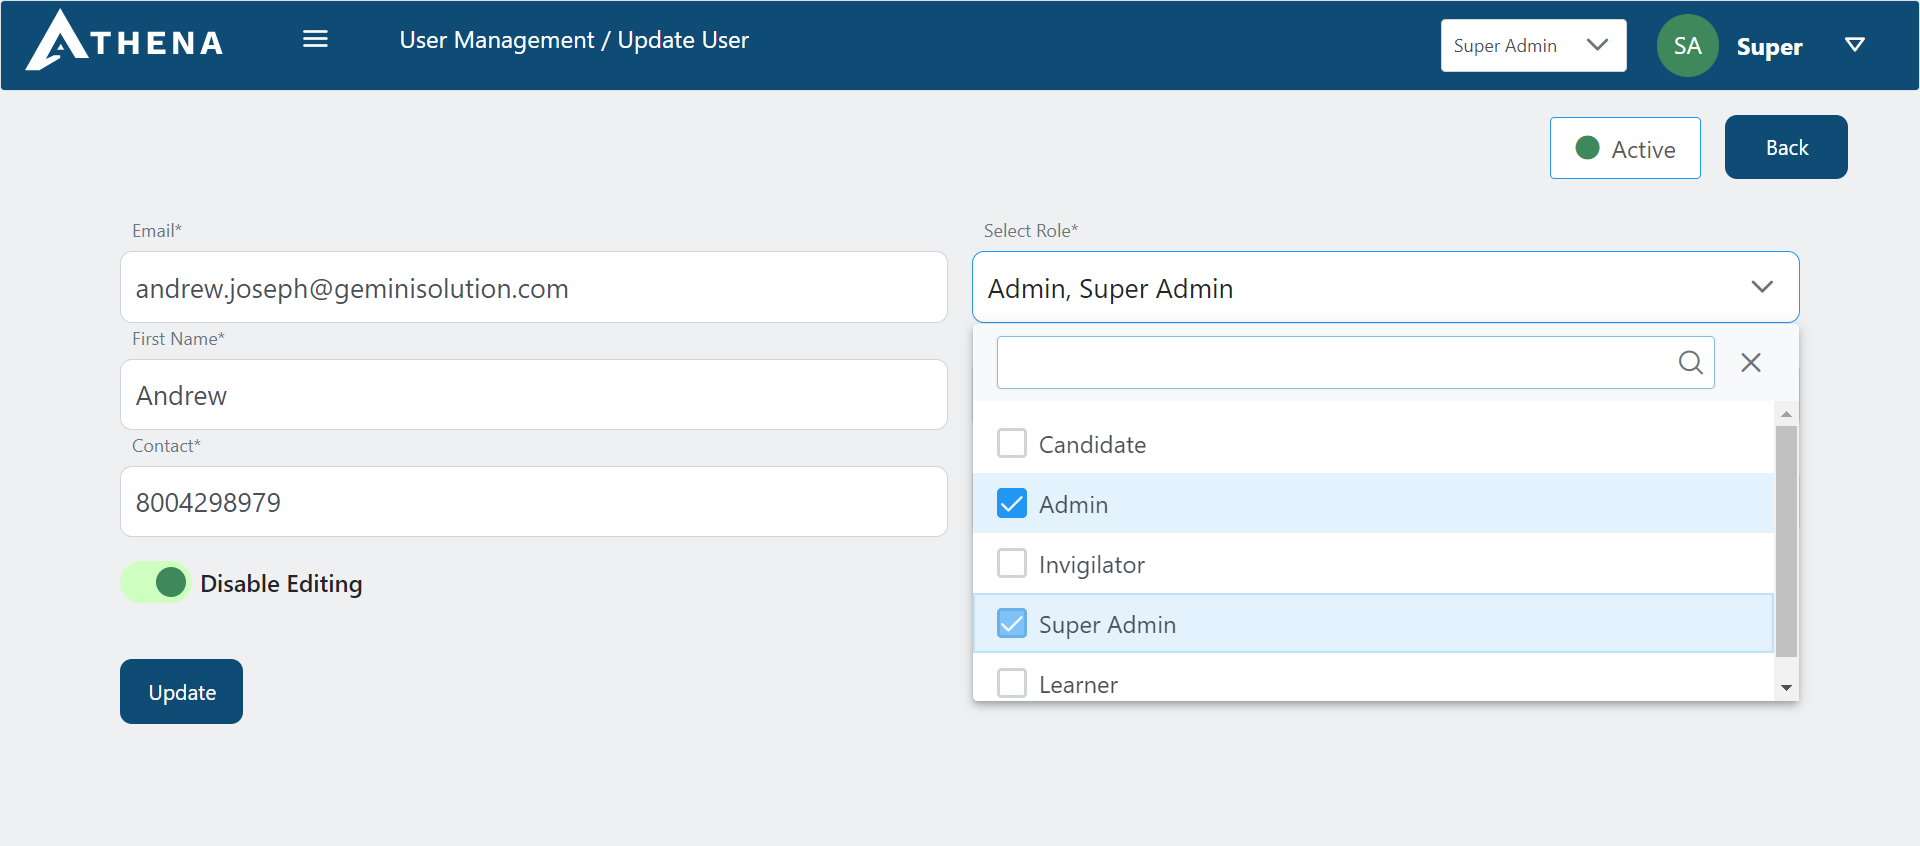 ATHENA
User Management / Update User
Super Admin
SA
Super
Active
Back
Email*
andrew.joseph@geminisolution.com
First Name*
Andrew
Contact*
8004298979
Disable Editing
Update
Select Role*
Admin, Super Admin
Candidate
Admin
Invigilator
Super Admin
Learner